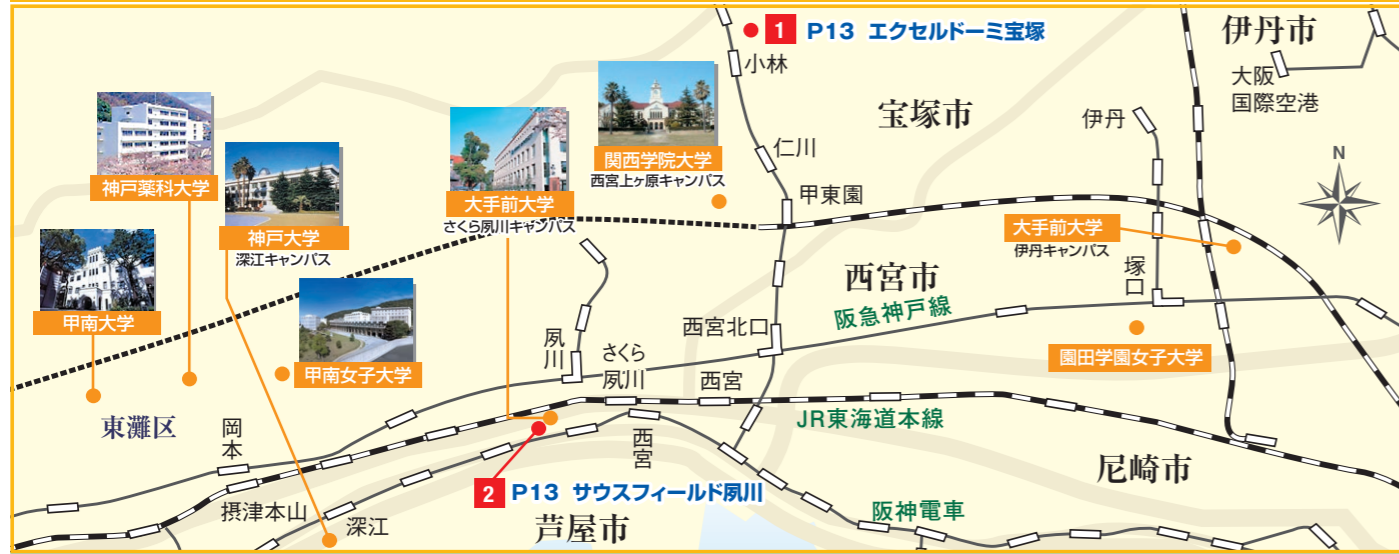 1 P13 エクセルドーミ宝塚
小林
伊丹市
大阪
国際空港
宝塚市
伊丹
仁川
N
関西学院大学
西宮上ヶ原キャンパス
甲東園
神戸薬科大学
大手前大学
さくら夙川キャンパス
神戸大学
深江キャンパス
大手前大学
伊丹キャンパス
塚口
西宮市
甲南大学
阪急神戸線
西宮北口
夙川
さくら
夙川
西宮
甲南女子大学
園田学園女子大学
東灘区
岡本
JR東海道本線
西宮
尼崎市
2 P13 サウスフィールド夙川
摂津本山
深江
芦屋市
阪神電車